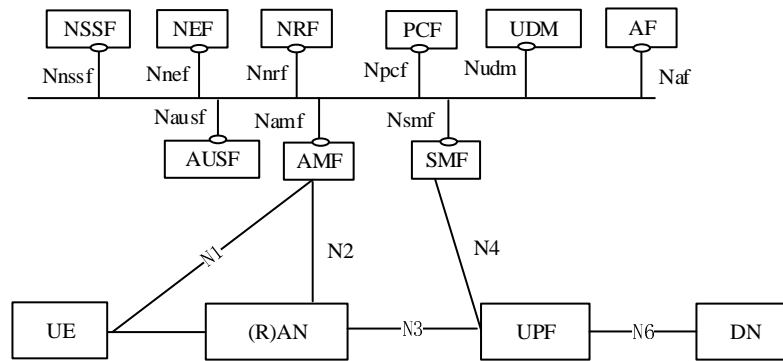 NSSF NEF NRF PCF UDM AF
Nnssf Nnef Nnrf Npcf Nudm Naf
Nausf Namf Nsmf
AUSF AMF SMF
N1 N2 N4
UE (R)AN N3 UPF N6 DN